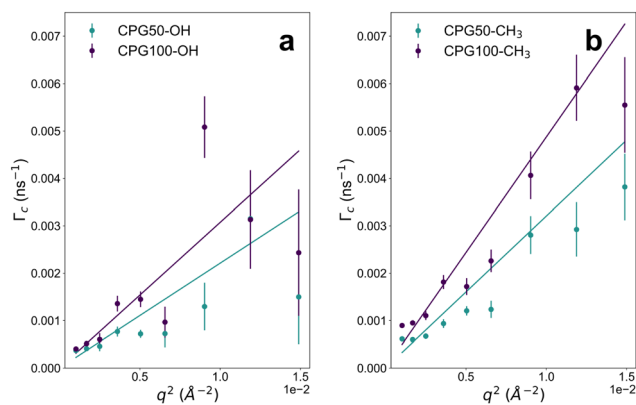 CPG50-OH
CPG100-OH
a
0.007
0.006
0.005
0.004
0.003
0.002
0.001
0.000
Γc (ns⁻¹)
0.5
1.0
1.5
1e−2
q² (Å⁻²)
CPG50-CH₃
CPG100-CH₃
b
0.007
0.006
0.005
0.004
0.003
0.002
0.001
0.000
Γc (ns⁻¹)
0.5
1.0
1.5
1e−2
q² (Å⁻²)